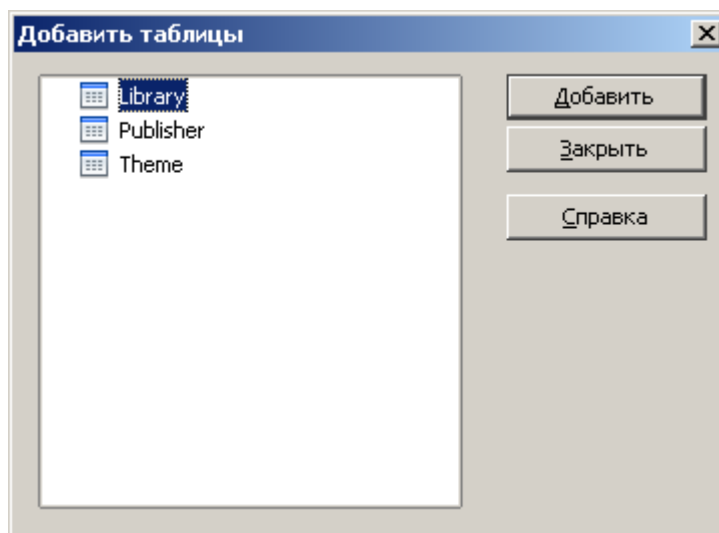 Добавить таблицы
Library
Publisher
Theme
Добавить
Закрыть
Справка